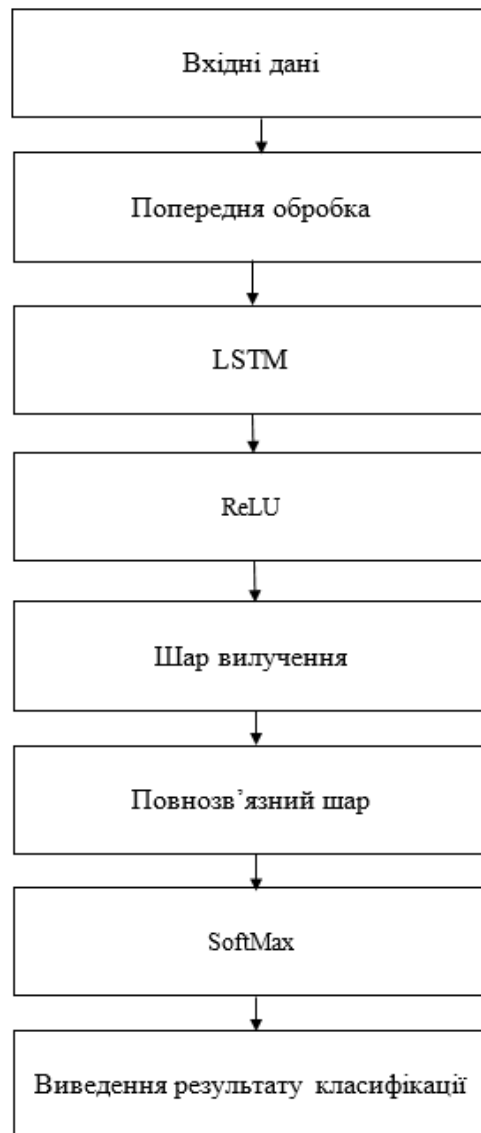 Вхідні дані
Попередня обробка
LSTM
ReLU
Шар вилучення
Повнозв’язний шар
SoftMax
Виведення результату класифікації